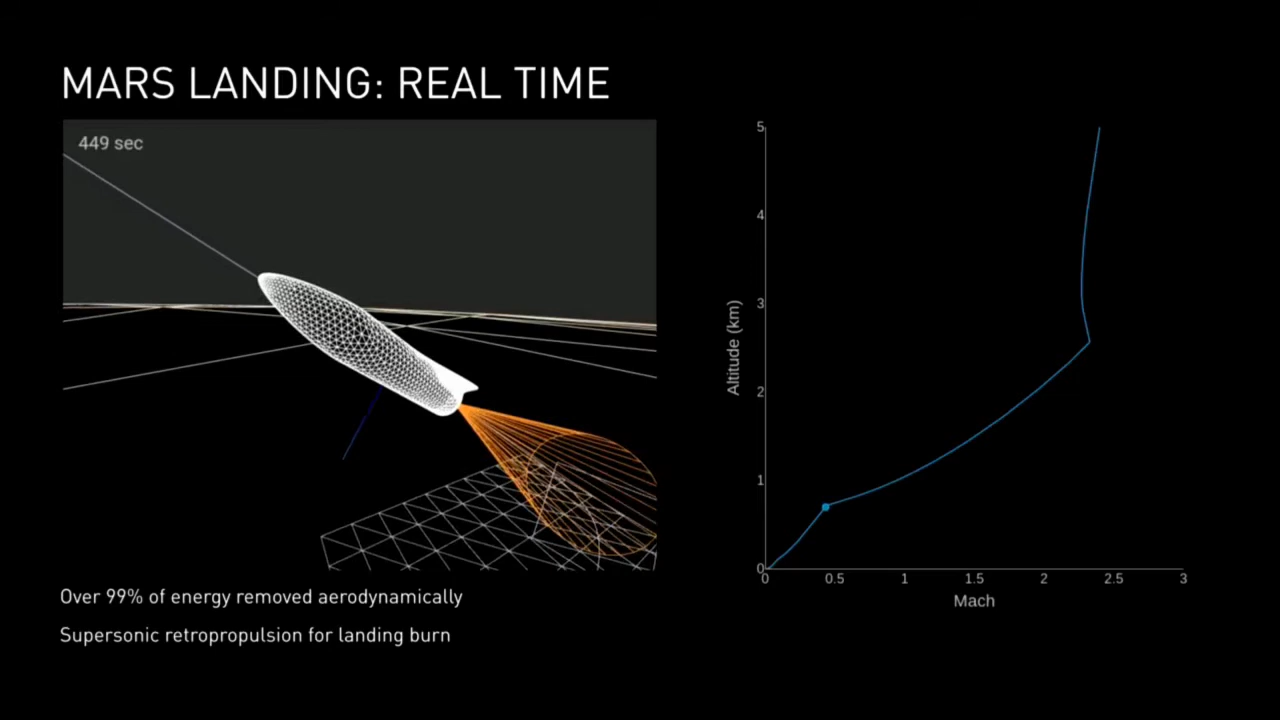 MARS LANDING: REAL TIME
449 sec
Over 99% of energy removed aerodynamically
Supersonic retropropulsion for landing burn
Altitude (km)
5
4
3
2
1
0
0 0.5 1 1.5 2 2.5 3
Mach